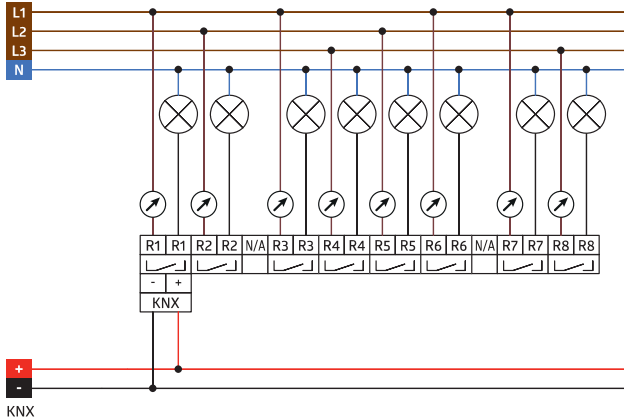 L1
L2
L3
N
R1 R1 R2 R2 N/A R3 R3 R4 R4 R5 R5 R6 R6 N/A R7 R7 R8 R8
- +
KNX
+
-
KNX